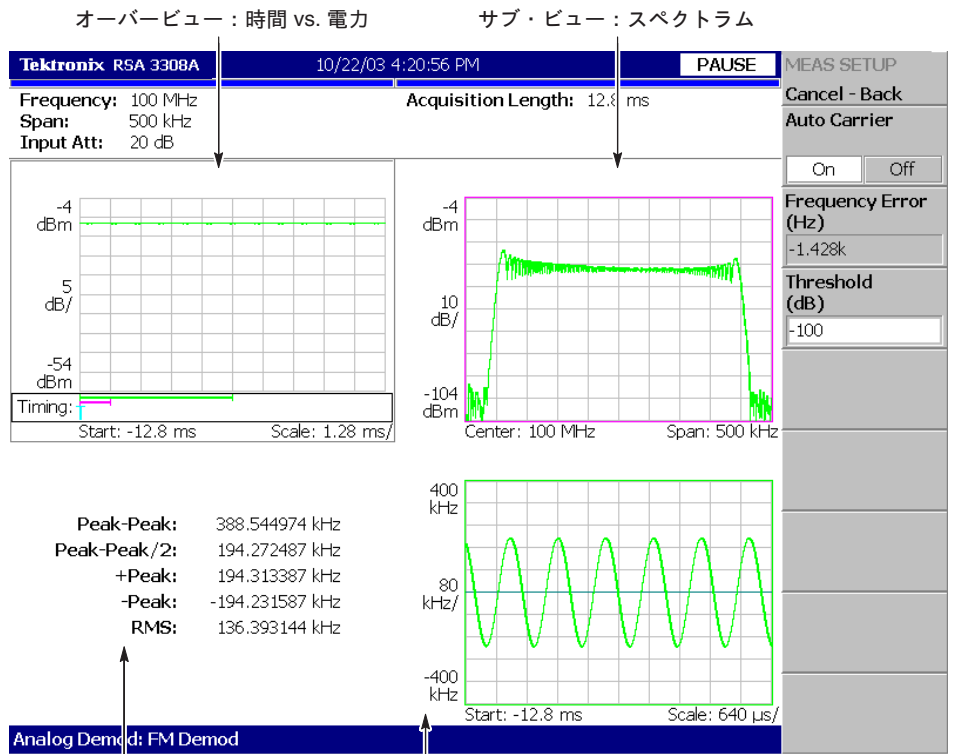 オーバービュー：時間 vs. 電力
サブ・ビュー：スペクトラム
Tektronix RSA 3308A
10/22/03 4:20:56 PM
PAUSE
MEAS SETUP
Frequency: 100 MHz
Acquisition Length: 12.8 ms
Span: 500 kHz
Input Att: 20 dB
Cancel - Back
Auto Carrier
On
Off
Frequency Error
(Hz)
-1.428k
Threshold
(dB)
-100
-4
dBm
5
dB/
-54
dBm
Timing:
Start: -12.8 ms
Scale: 1.28 ms/
-4
dBm
10
dB/
-104
dBm
Center: 100 MHz
Span: 500 kHz
Peak-Peak: 388.544974 kHz
Peak-Peak/2: 194.272487 kHz
+Peak: 194.313387 kHz
-Peak: -194.231587 kHz
RMS: 136.393144 kHz
400
kHz
80
kHz/
-400
kHz
Start: -12.8 ms
Scale: 640 µs/
Analog Demod: FM Demod